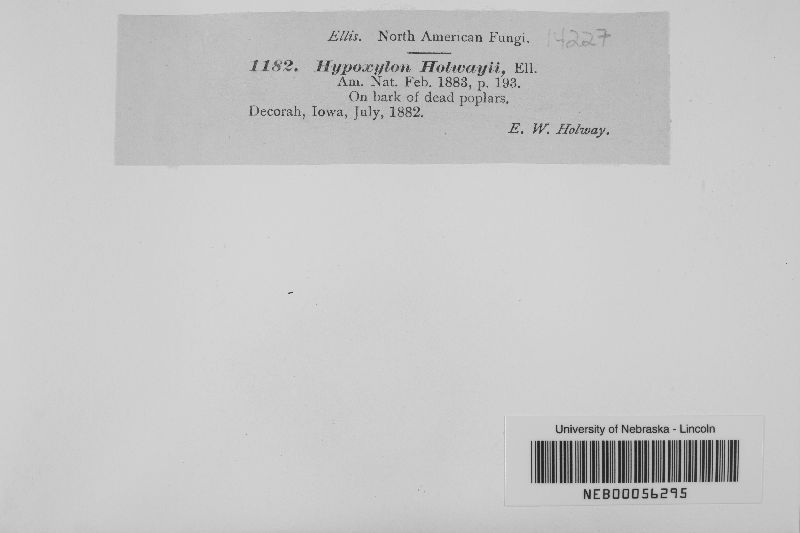 Ellis. North American Fungi. 14227
1182. Hypoxylon Holwayii, Ell.
Am. Nat. Feb. 1883, p. 193.
On bark of dead poplars.
Decorah, Iowa, July, 1882.
E. W. Holway.
University of Nebraska - Lincoln
NEB00056295